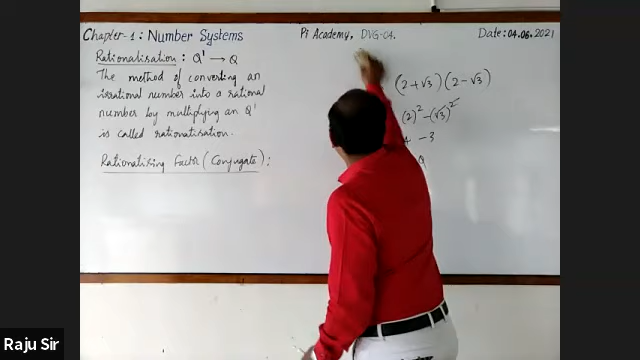 Chapter-1: Number Systems
Pi Academy, DVG-04.
Date: 04.06.2021
Rationalisation: Q' → Q
The method of converting an
irrational number into a rational
number by multiplying an Q'
is called rationalisation.
Rationalising Factor (Conjugate):
(2+√3)(2-√3)
(2)² - (√3)²
4 - 3
Raju Sir